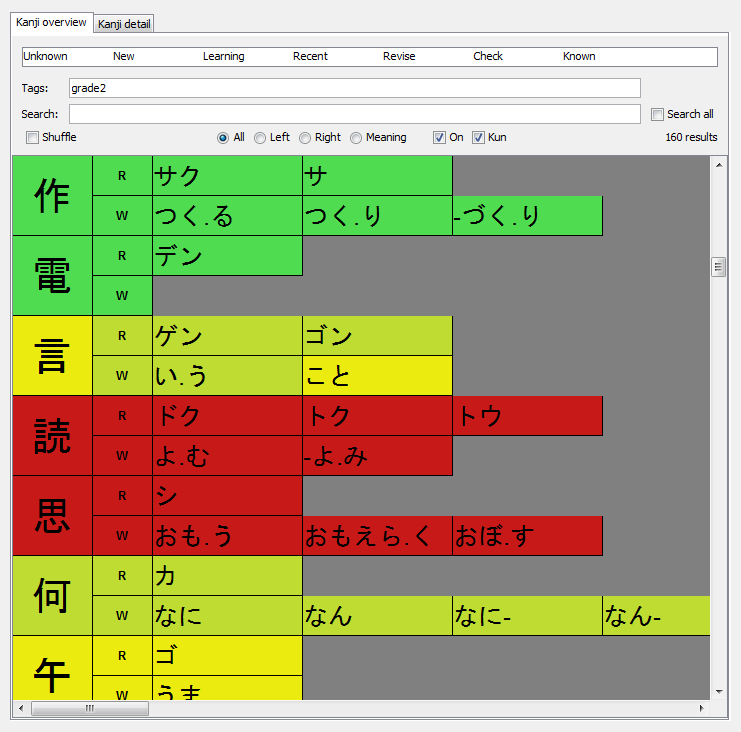 Kanji overview Kanji detail
Unknown New Learning Recent Revise Check Known
Tags: grade2
Search: Search all
Shuffle All Left Right Meaning On Kun 160 results
作 R サク サ
W つく.る つく.り -づく.り
電 R デン
W
言 R ゲン ゴン
W い.う こと
読 R ドク トク トウ
W よ.む -よ.み
思 R シ
W おも.う おもえら.く おぼ.す
何 R カ
W なに なん なに- なん-
午 R ゴ
W うま